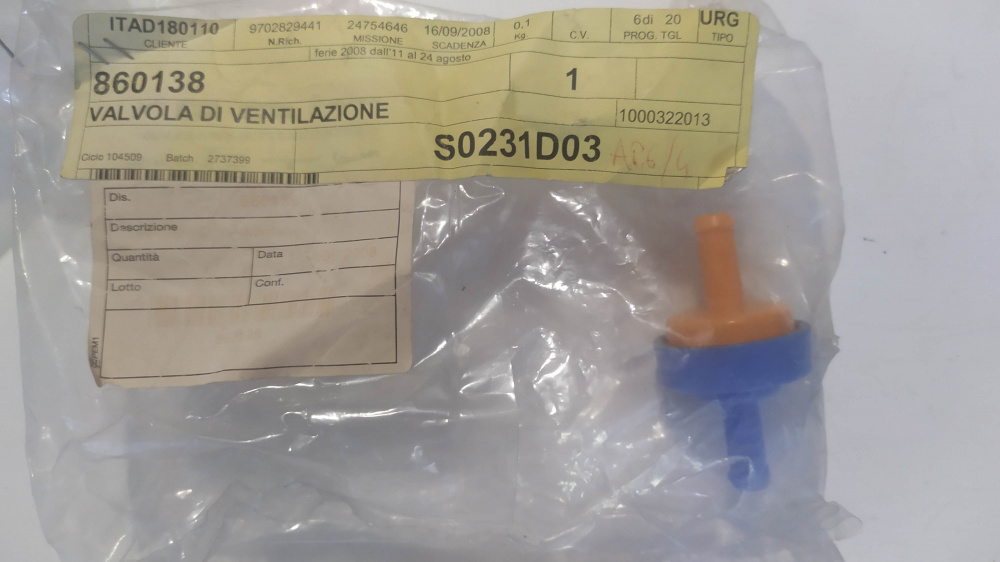 ITAD180110 9702829441 24754646 16/09/2008 0,1 6di 20 URG
CLIENTE N.Rich. MISSIONE SCADENZA Kg. C.V. PROG. TGL TIPO
ferie 2008 dall'11 al 24 agosto
860138 1
VALVOLA DI VENTILAZIONE 1000322013
S0231D03
Ciclo 104509 Batch 2737399
Dis.
Descrizione
Quantità Data
Lotto Conf.